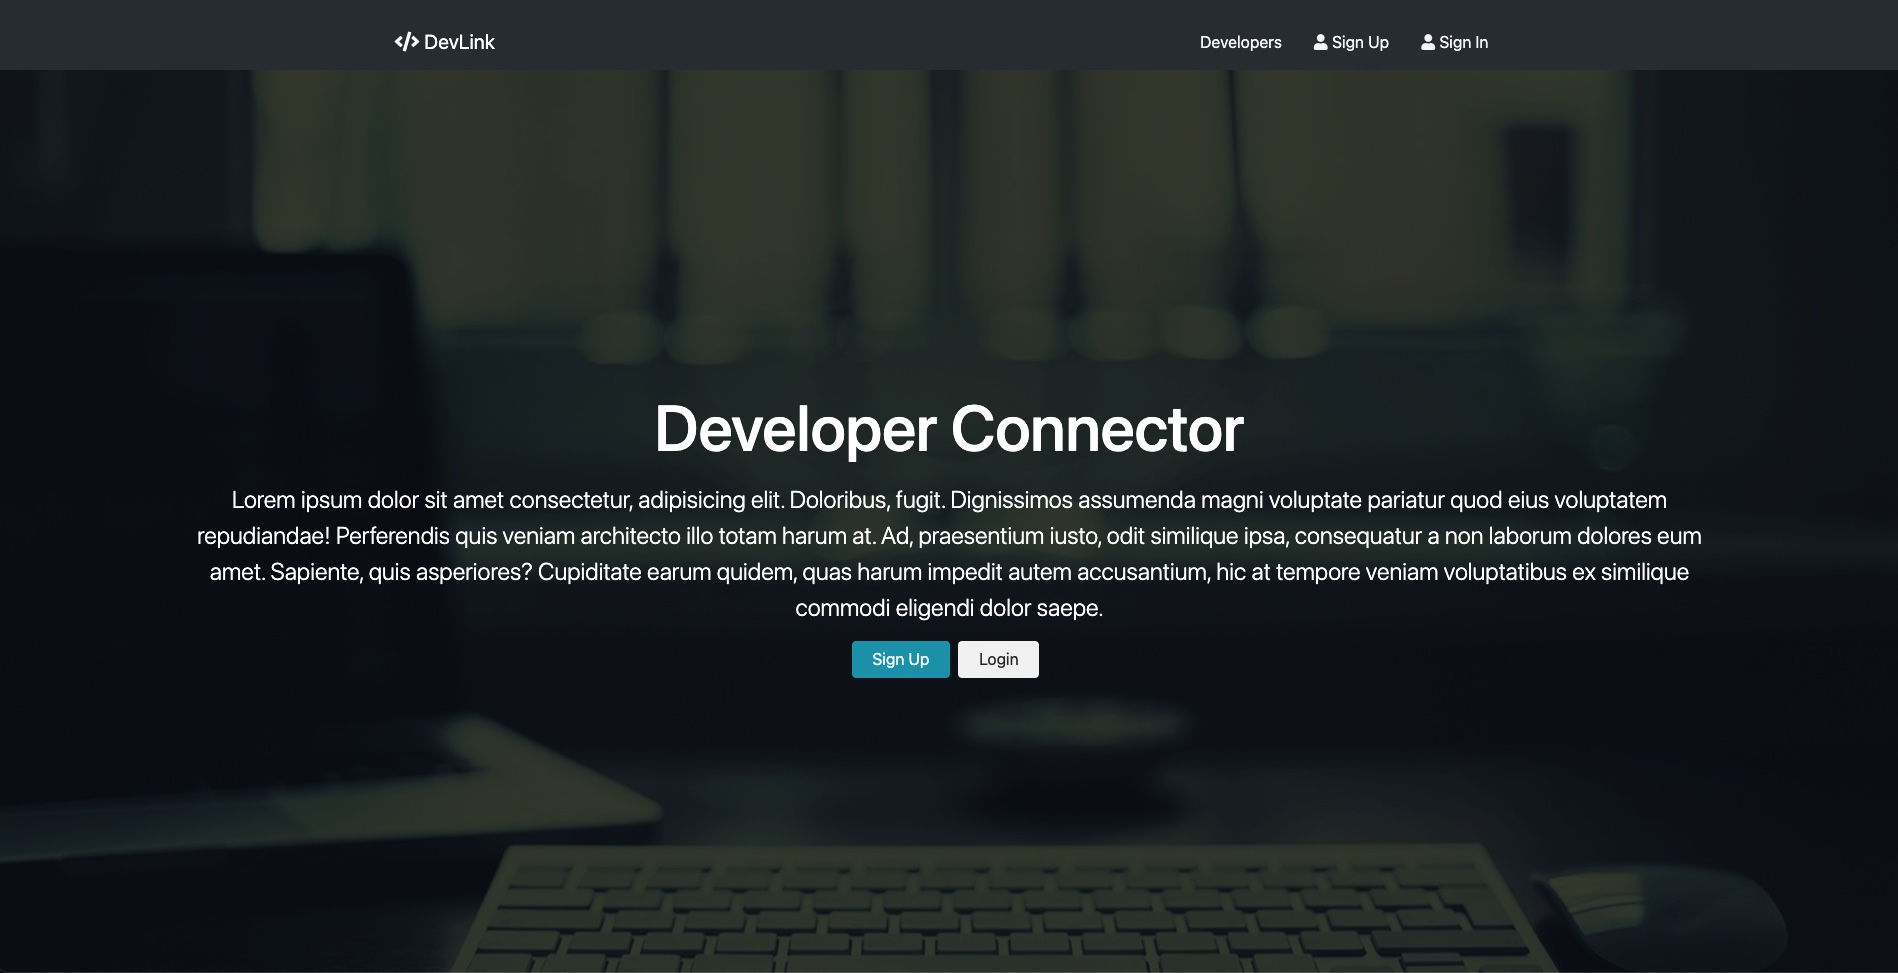 DevLink
Developers Sign Up Sign In
Developer Connector
Lorem ipsum dolor sit amet consectetur, adipisicing elit. Doloribus, fugit. Dignissimos assumenda magni voluptate pariatur quod eius voluptatem
repudiandae! Perferendis quis veniam architecto illo totam harum at. Ad, praesentium iusto, odit similique ipsa, consequatur a non laborum dolores eum
amet. Sapiente, quis asperiores? Cupiditate earum quidem, quas harum impedit autem accusantium, hic at tempore veniam voluptatibus ex similique
commodi eligendi dolor saepe.
Sign Up Login